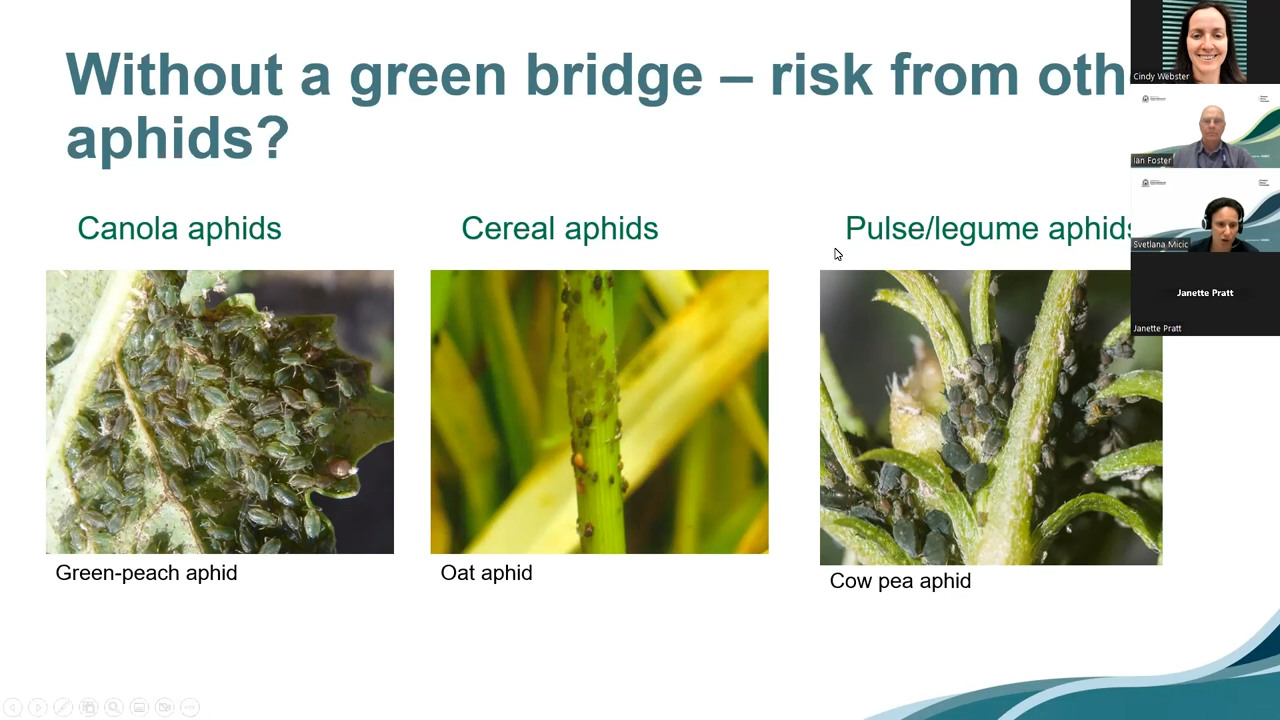 Without a green bridge – risk from oth
aphids?
Canola aphids
Cereal aphids
Pulse/legume aphids
Green-peach aphid
Oat aphid
Cow pea aphid
Cindy Webster
Ian Foster
Svetlana Micic
Janette Pratt
Janette Pratt